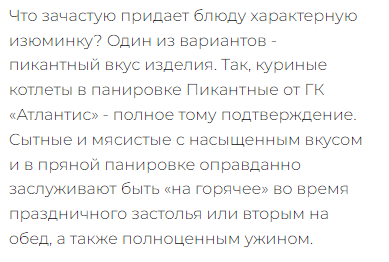 Что зачастую придает блюду характерную
изюминку? Один из вариантов -
пикантный вкус изделия. Так, куриные
котлеты в панировке Пикантные от ГК
«Атлантис» - полное тому подтверждение.
Сытные и мясистые с насыщенным вкусом
и в пряной панировке оправданно
заслуживают быть «на горячее» во время
праздничного застолья или вторым на
обед, а также полноценным ужином.